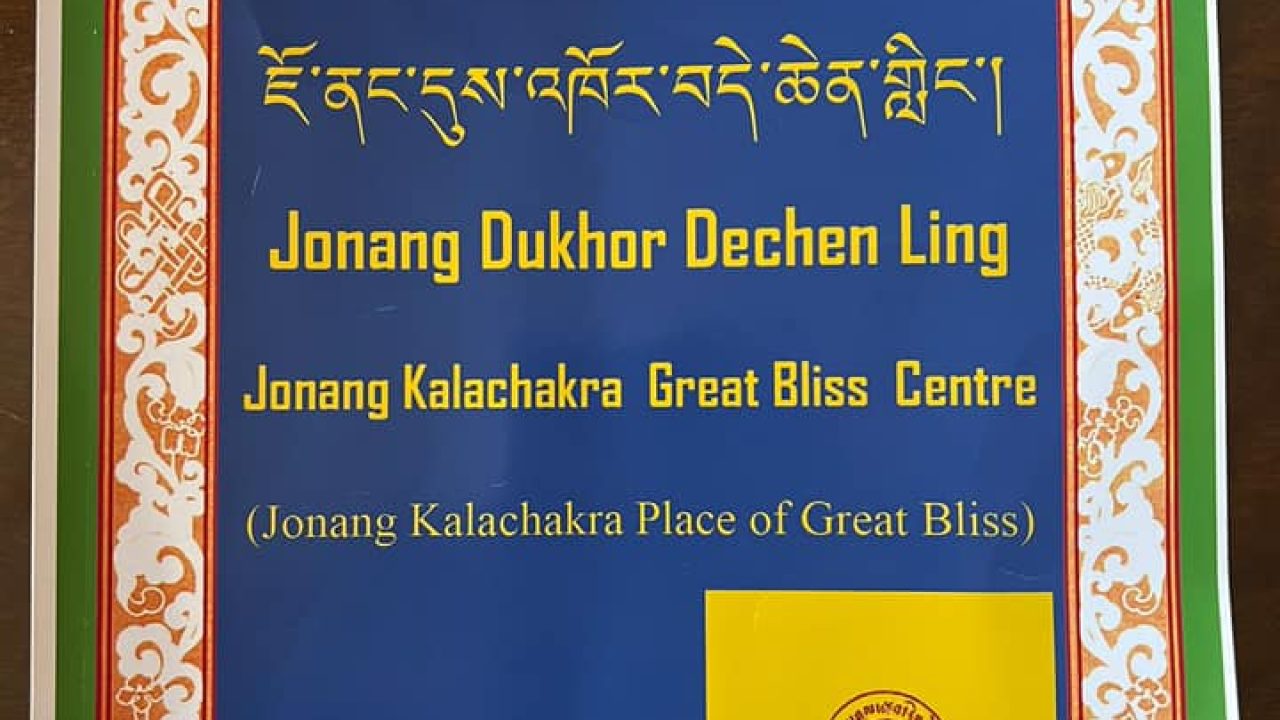 ཇོ་ནང་དུས་འཁོར་བདེ་ཆེན་གླིང་།
Jonang Dukhor Dechen Ling
Jonang Kalachakra Great Bliss Centre
(Jonang Kalachakra Place of Great Bliss)